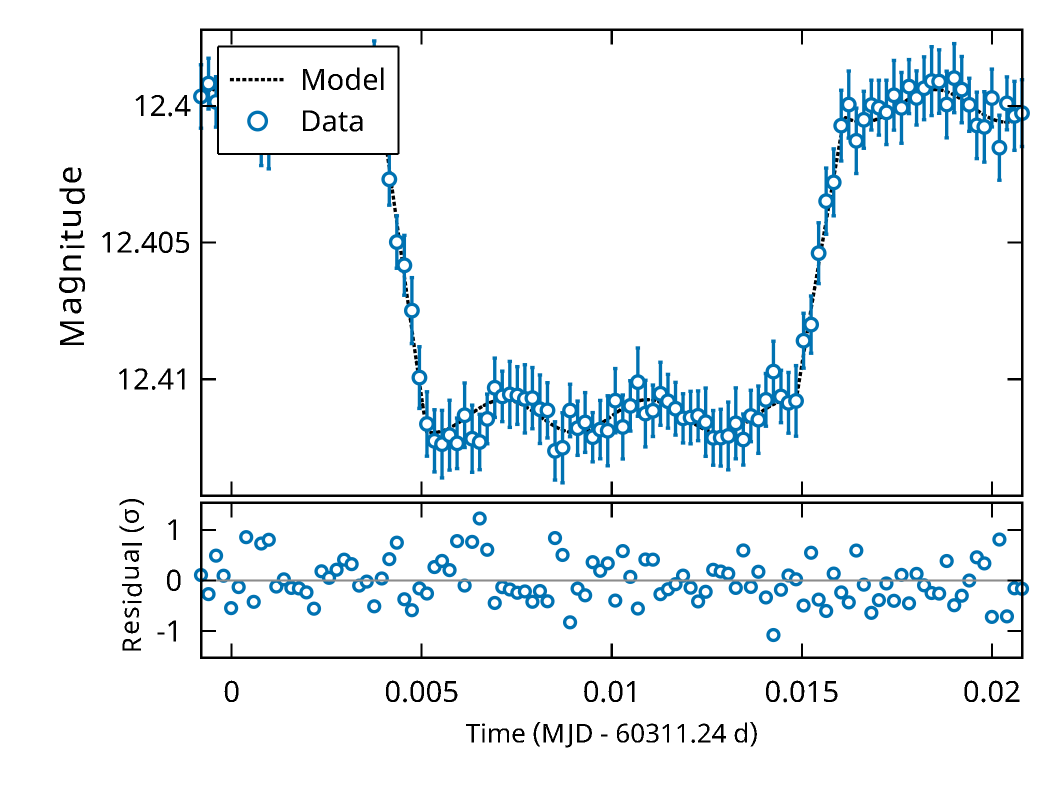 Model
Data
12.4
12.405
12.41
Magnitude
1
0
-1
Residual (σ)
0 0.005 0.01 0.015 0.02
Time (MJD - 60311.24 d)